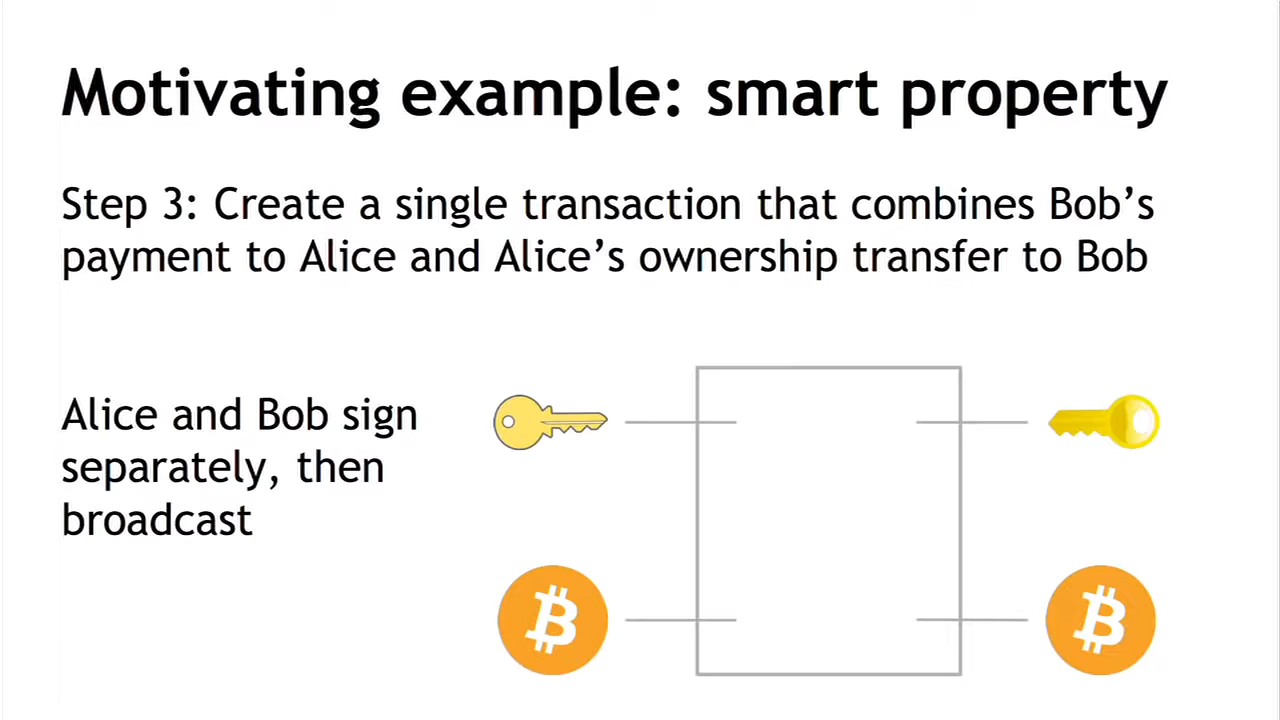 Motivating example: smart property
Step 3: Create a single transaction that combines Bob’s
payment to Alice and Alice’s ownership transfer to Bob
Alice and Bob sign
separately, then
broadcast